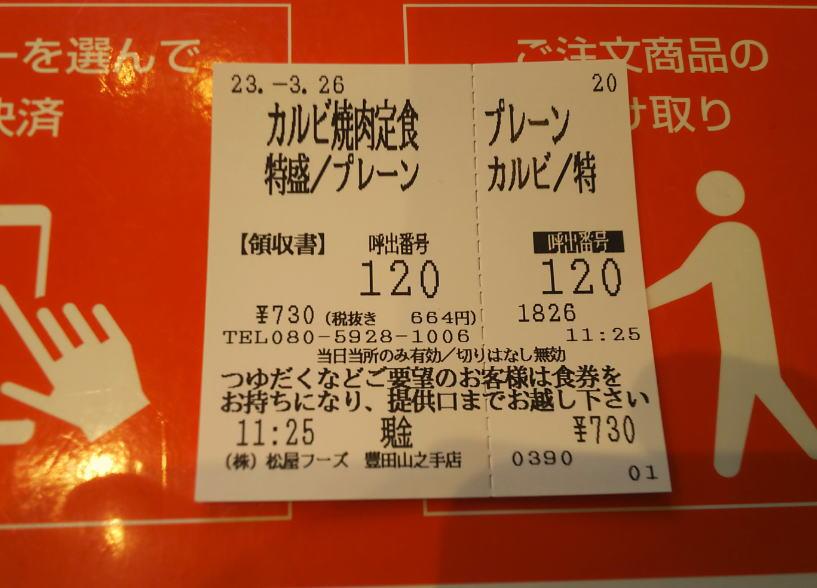 ーを選んで
決済
ご注文商品の
け取り
23.-3.26 20
カルビ焼肉定食 プレーン
特盛/プレーン カルビ/特
【領収書】 呼出番号 呼出番号
120 120
¥730(税抜き 664円) 1826
TEL080-5928-1006 11:25
当日当所のみ有効/切りはなし無効
つゆだくなどご要望のお客様は食券を
お持ちになり、提供口までお越し下さい
11:25 現金 ¥730
(株)松屋フーズ 豊田山之手店 0390
01